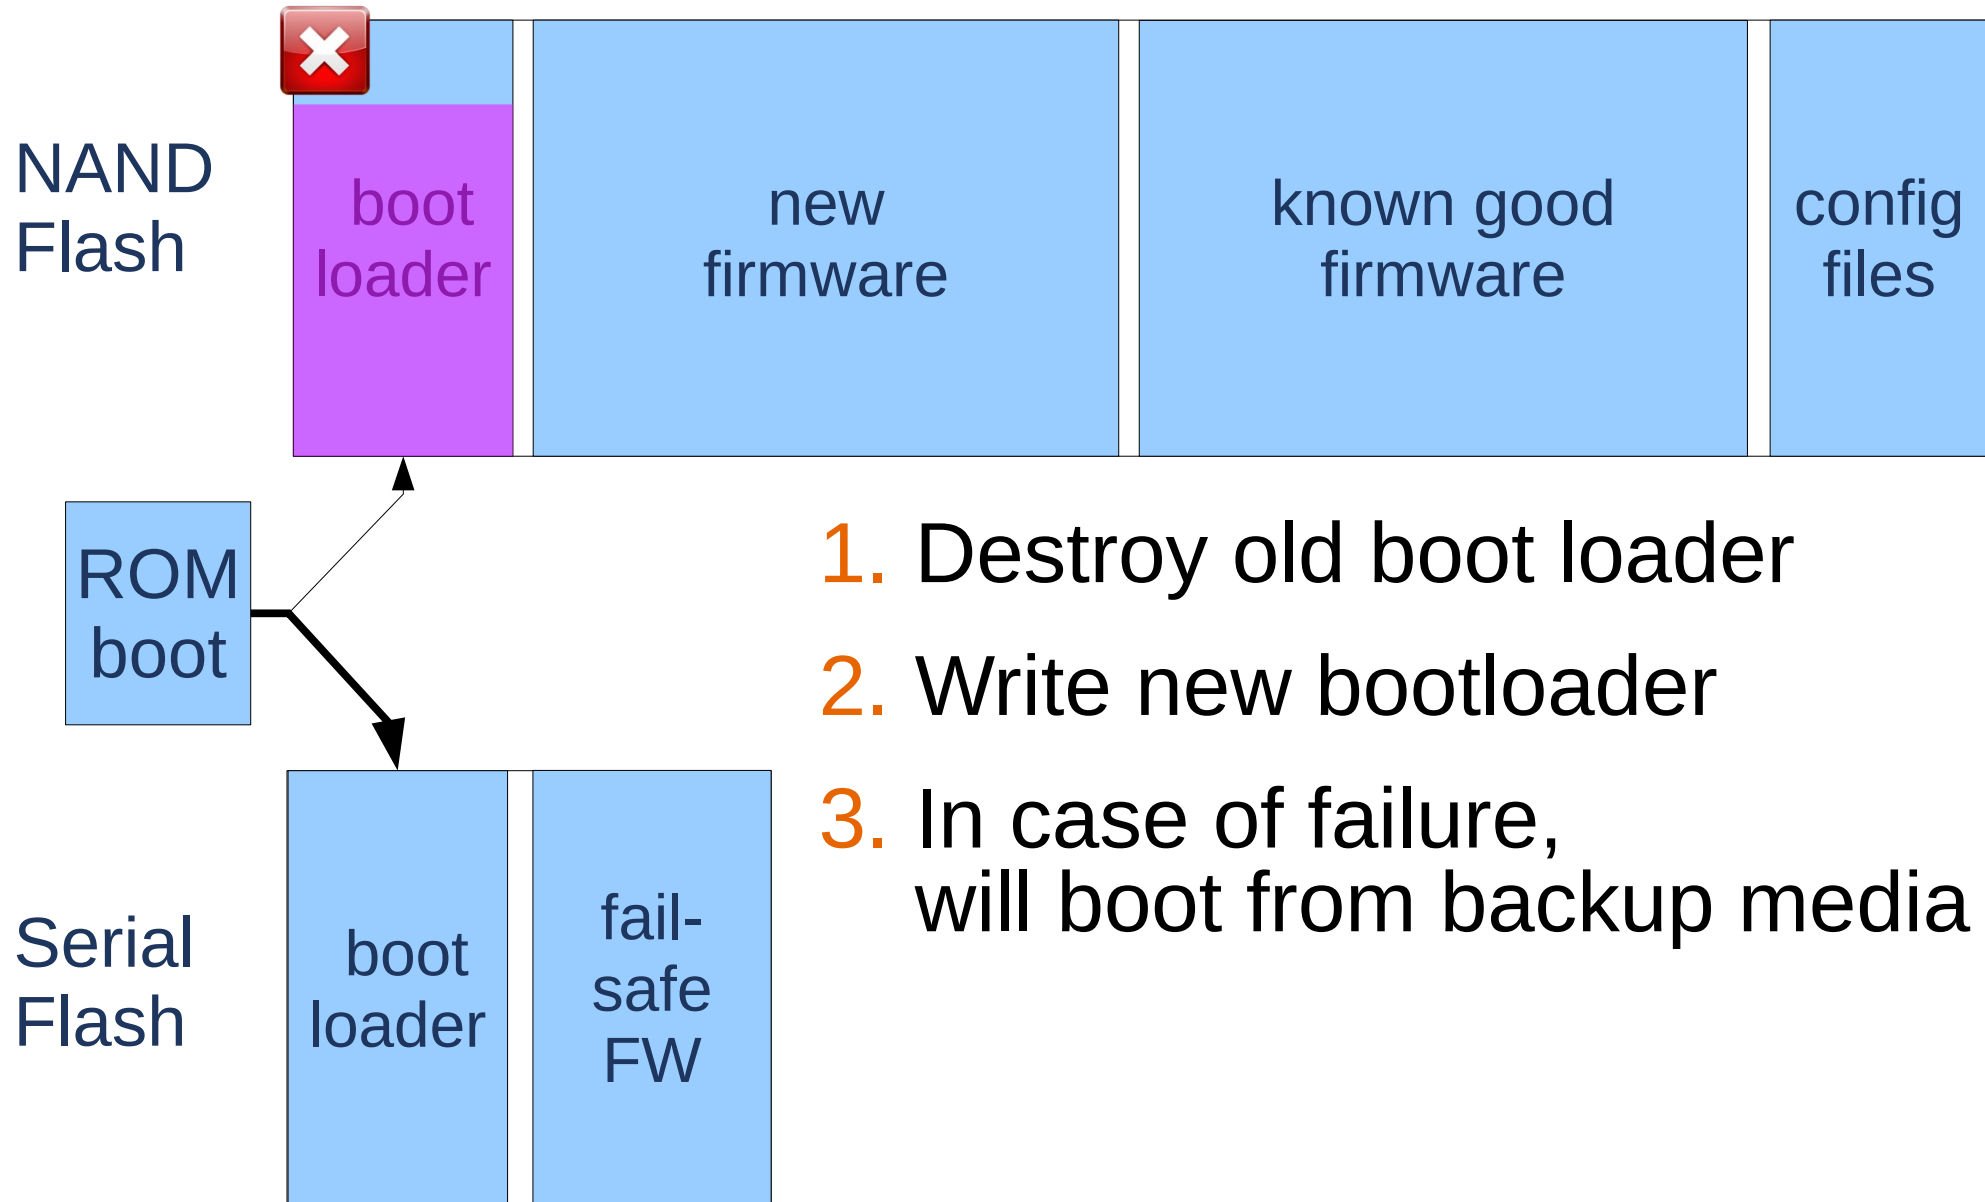 NAND
Flash
boot
loader
new
firmware
known good
firmware
config
files
ROM
boot
1. Destroy old boot loader
2. Write new bootloader
3. In case of failure,
will boot from backup media
Serial
Flash
boot
loader
fail-
safe
FW